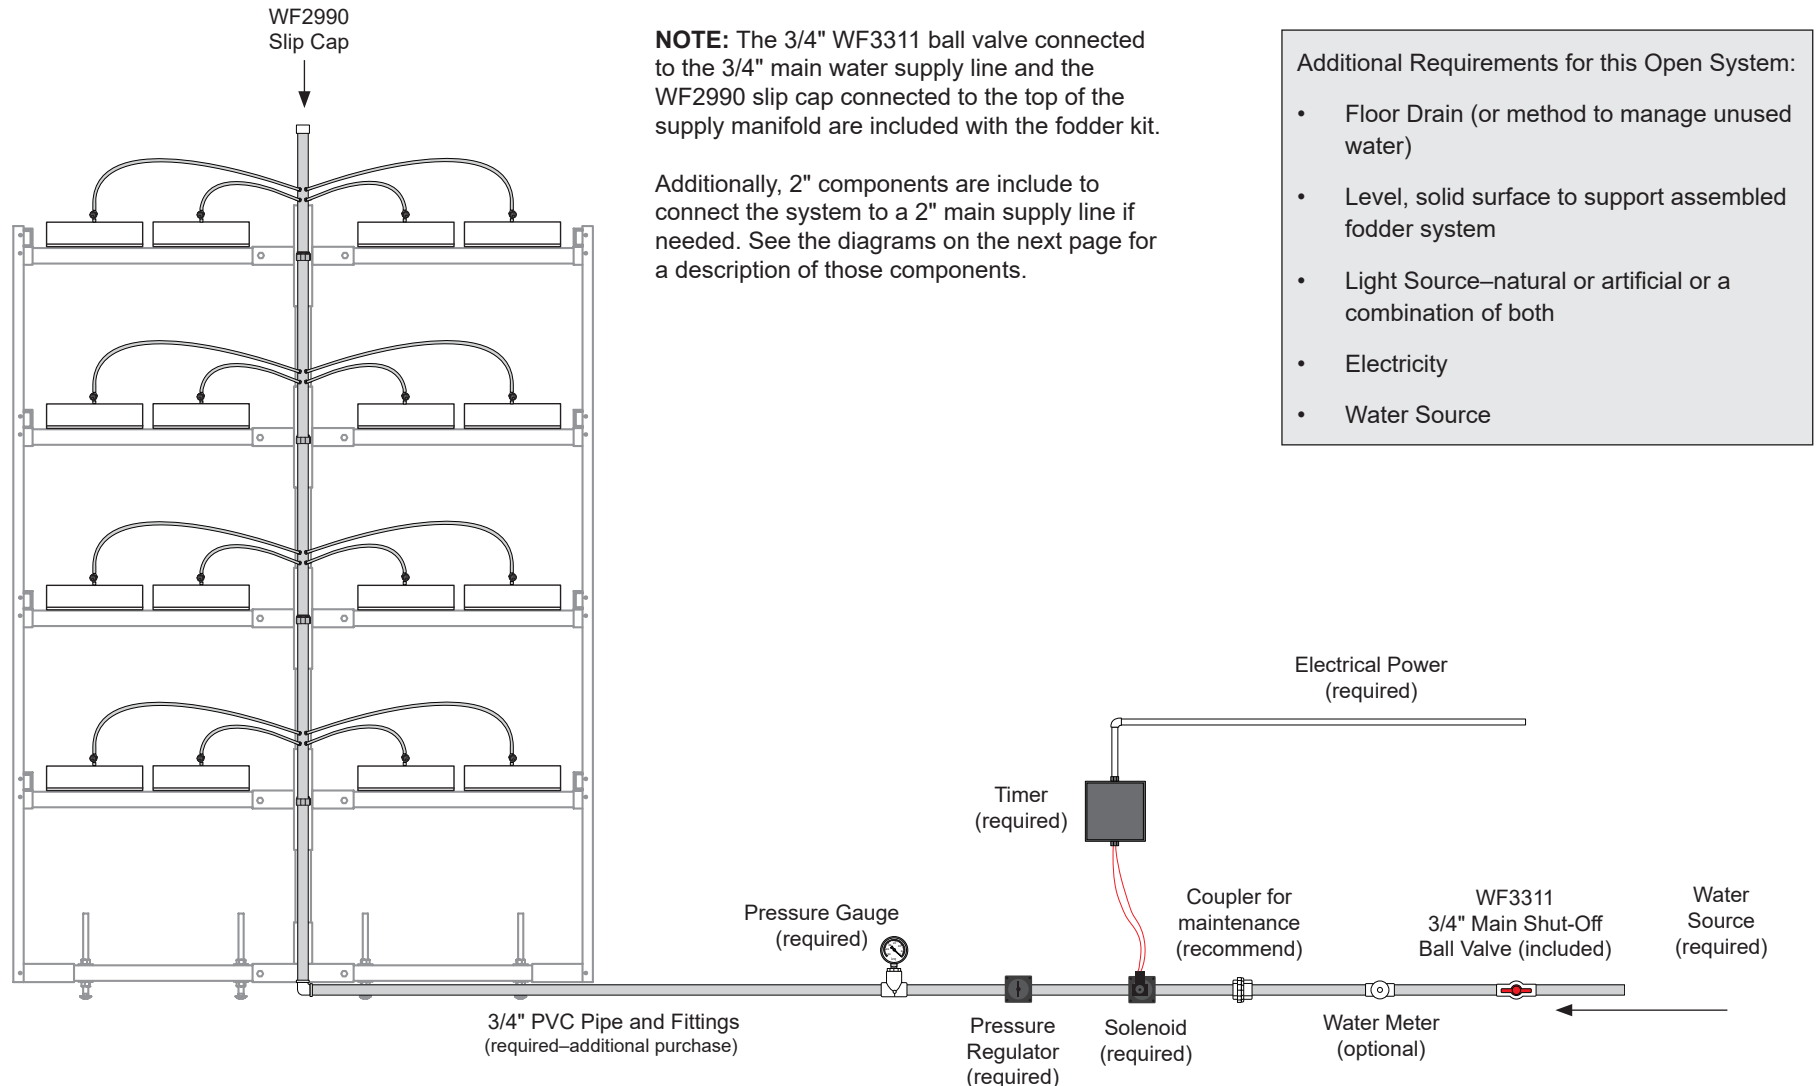 WF2990
Slip Cap
NOTE: The 3/4" WF3311 ball valve connected
to the 3/4" main water supply line and the
WF2990 slip cap connected to the top of the
supply manifold are included with the fodder kit.
Additionally, 2" components are include to
connect the system to a 2" main supply line if
needed. See the diagrams on the next page for
a description of those components.
Additional Requirements for this Open System:
• Floor Drain (or method to manage unused
water)
• Level, solid surface to support assembled
fodder system
• Light Source–natural or artificial or a
combination of both
• Electricity
• Water Source
Electrical Power
(required)
Timer
(required)
Pressure Gauge
(required)
Coupler for
maintenance
(recommend)
WF3311
3/4" Main Shut-Off
Ball Valve (included)
Water
Source
(required)
3/4" PVC Pipe and Fittings
(required–additional purchase)
Pressure
Regulator
(required)
Solenoid
(required)
Water Meter
(optional)